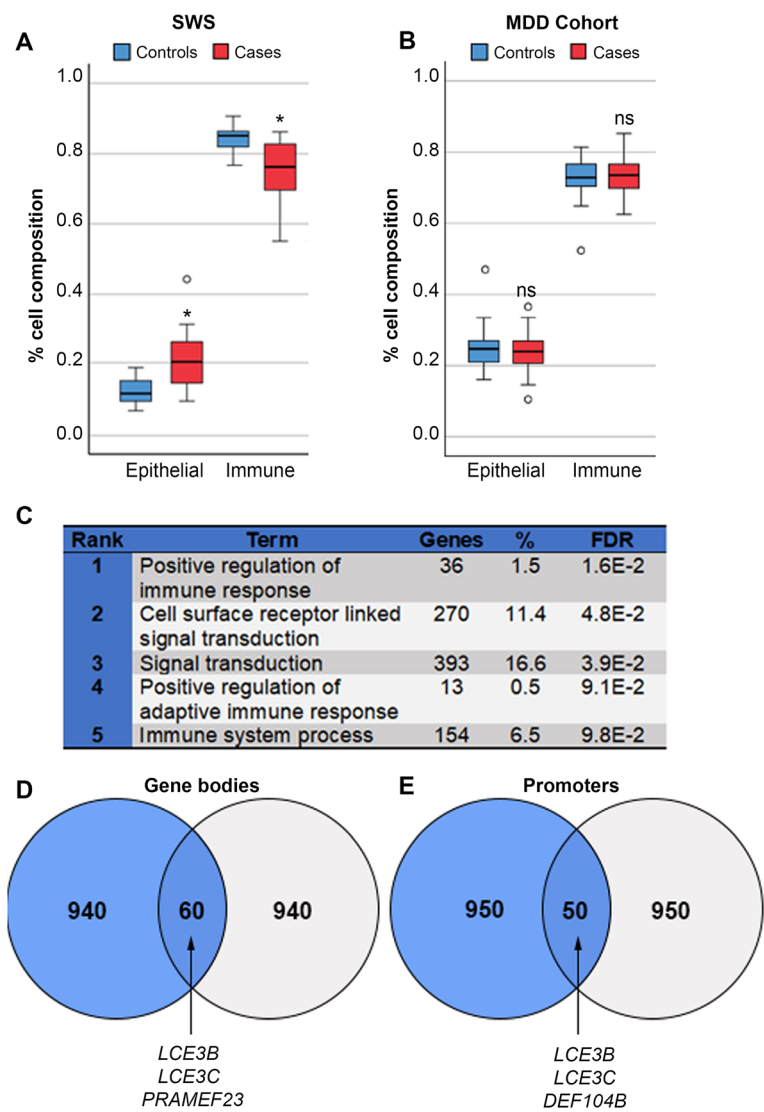 SWS
MDD Cohort
A
B
Controls Cases
Controls Cases
1.0
0.8
0.6
0.4
0.2
0.0
% cell composition
*
*
Epithelial Immune
1.0
0.8
0.6
0.4
0.2
0.0
% cell composition
ns
ns
Epithelial Immune
C
Rank Term Genes % FDR
1 Positive regulation of 36 1.5 1.6E-2
immune response
2 Cell surface receptor linked 270 11.4 4.8E-2
signal transduction
3 Signal transduction 393 16.6 3.9E-2
4 Positive regulation of 13 0.5 9.1E-2
adaptive immune response
5 Immune system process 154 6.5 9.8E-2
D
Gene bodies
940 60 940
LCE3B
LCE3C
PRAMEF23
E
Promoters
950 50 950
LCE3B
LCE3C
DEF104B